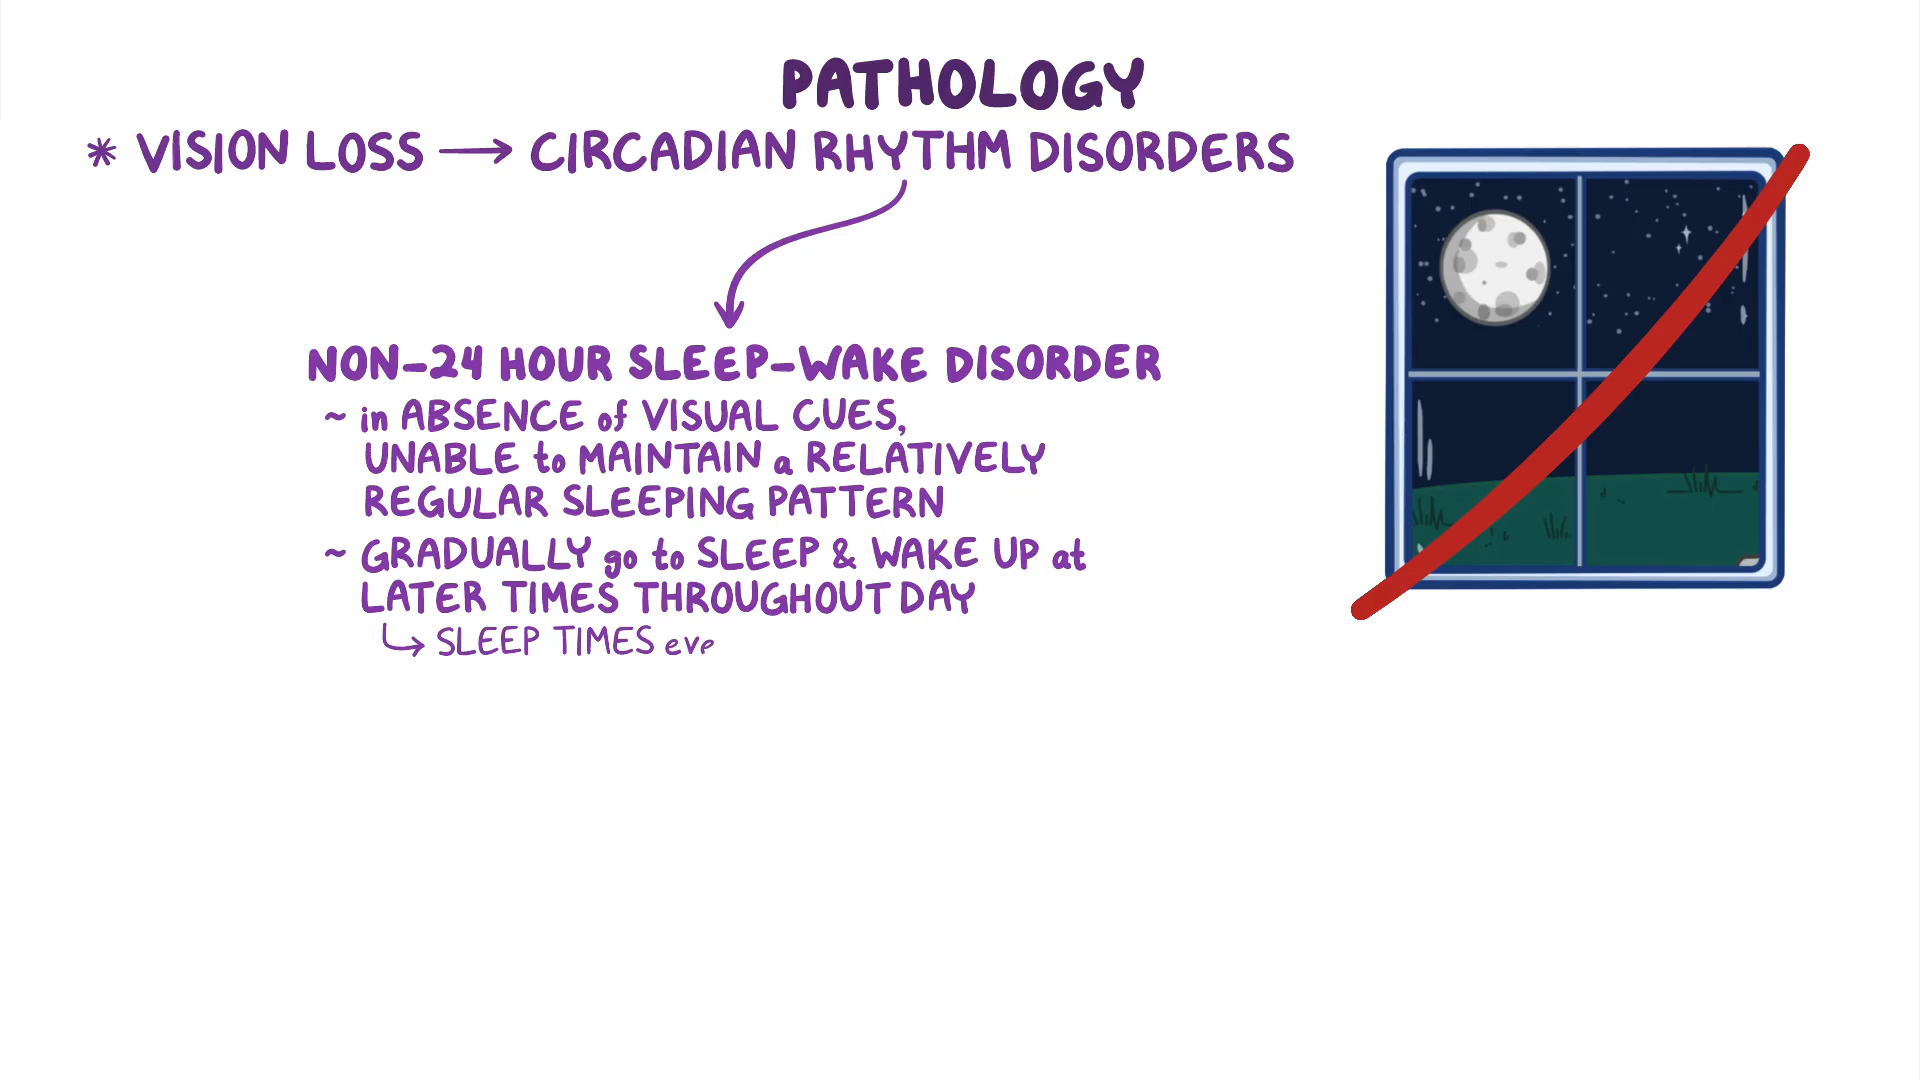 PATHOLOGY
* VISION LOSS → CIRCADIAN RHYTHM DISORDERS
NON-24 HOUR SLEEP-WAKE DISORDER
~ in ABSENCE of VISUAL CUES,
UNABLE to MAINTAIN a RELATIVELY
REGULAR SLEEPING PATTERN
~ GRADUALLY go to SLEEP & WAKE UP at
LATER TIMES THROUGHOUT DAY
↳ SLEEP TIMES eve